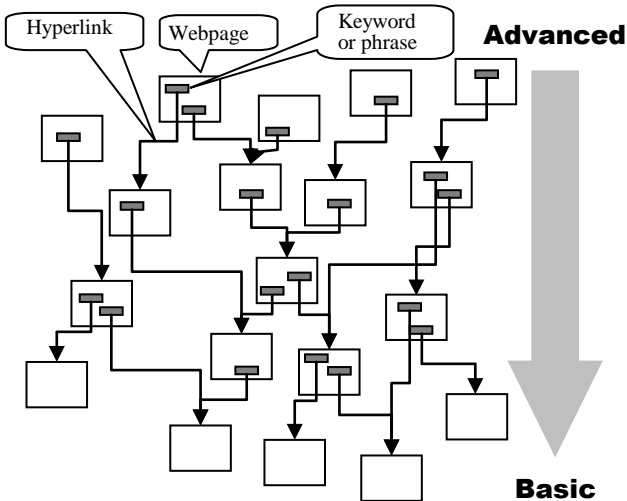 Hyperlink
Webpage
Keyword
or phrase
Advanced
Basic